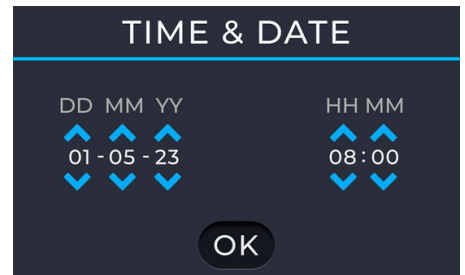 TIME & DATE
DD MM YY HH MM
01 - 05 - 23 08:00
OK